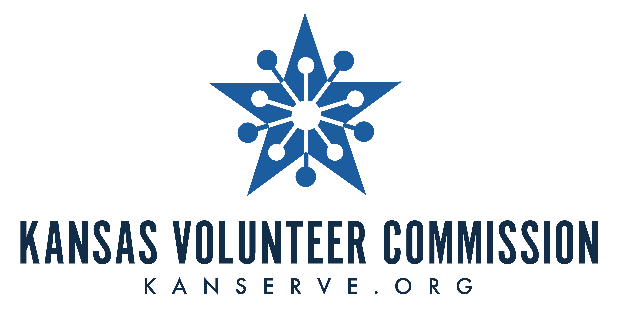 KANSAS VOLUNTEER COMMISSION
KANSERVE.ORG